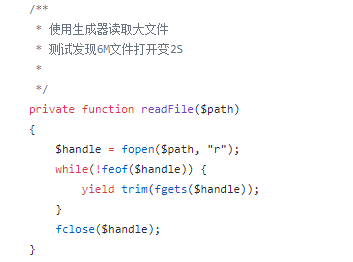 /**
 * 使用生成器读取大文件
 * 测试发现6M文件打开变2S
 *
 */
private function readFile($path)
{
    $handle = fopen($path, "r");
    while(!feof($handle)) {
        yield trim(fgets($handle));
    }
    fclose($handle);
}